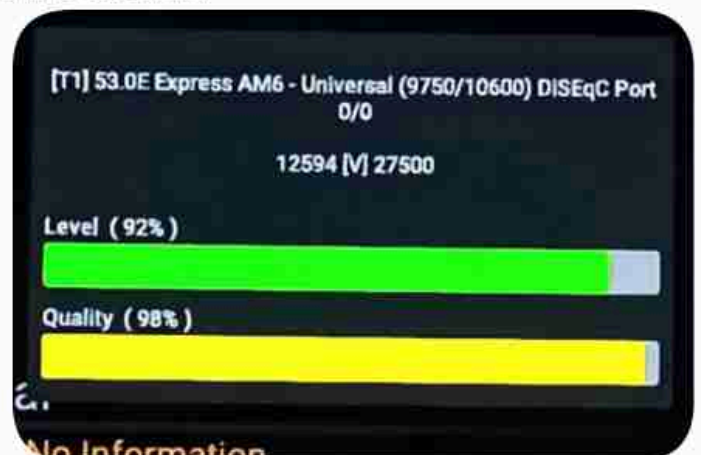 [T1] 53.0E Express AM6 - Universal (9750/10600) DISEqC Port
0/0
12594 [V] 27500
Level ( 92% )
Quality ( 98% )
No Information